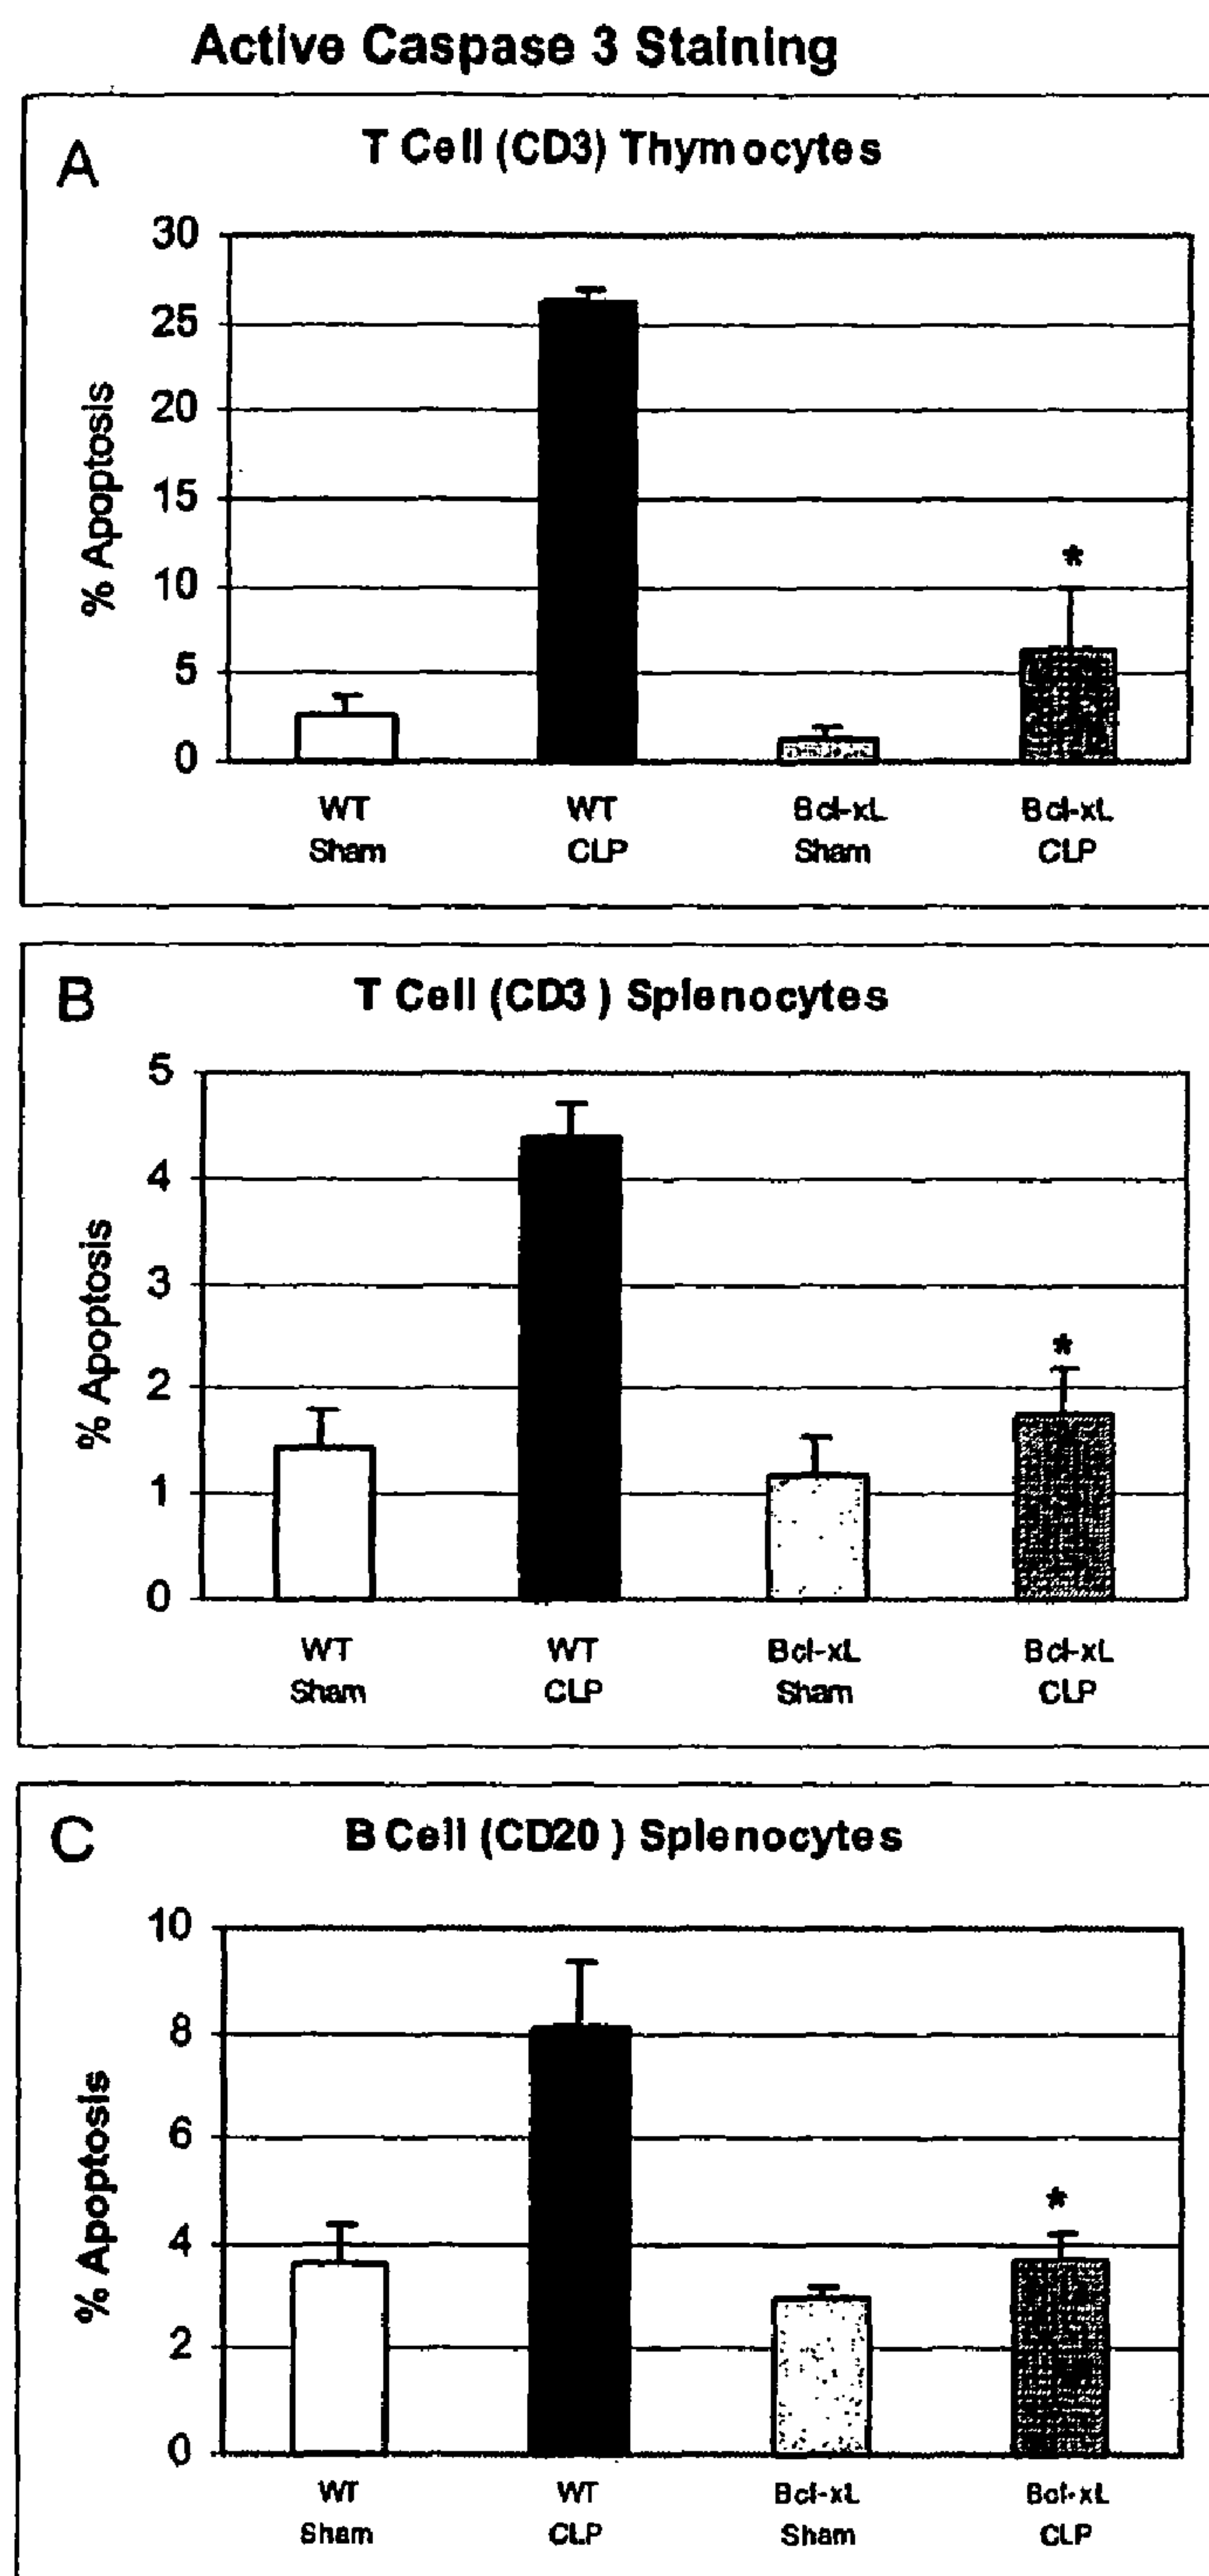 Active Caspase 3 Staining
A
T Cell (CD3) Thymocytes
% Apoptosis
30
25
20
15
10
5
0
*
WT
Sham
WT
CLP
Bcl-xL
Sham
Bcl-xL
CLP
B
T Cell (CD3 ) Splenocytes
% Apoptosis
5
4
3
2
1
0
*
WT
Sham
WT
CLP
Bcl-xL
Sham
Bcl-xL
CLP
C
B Cell (CD20 ) Splenocytes
% Apoptosis
10
8
6
4
2
0
*
WT
Sham
WT
CLP
Bcl-xL
Sham
Bcl-xL
CLP